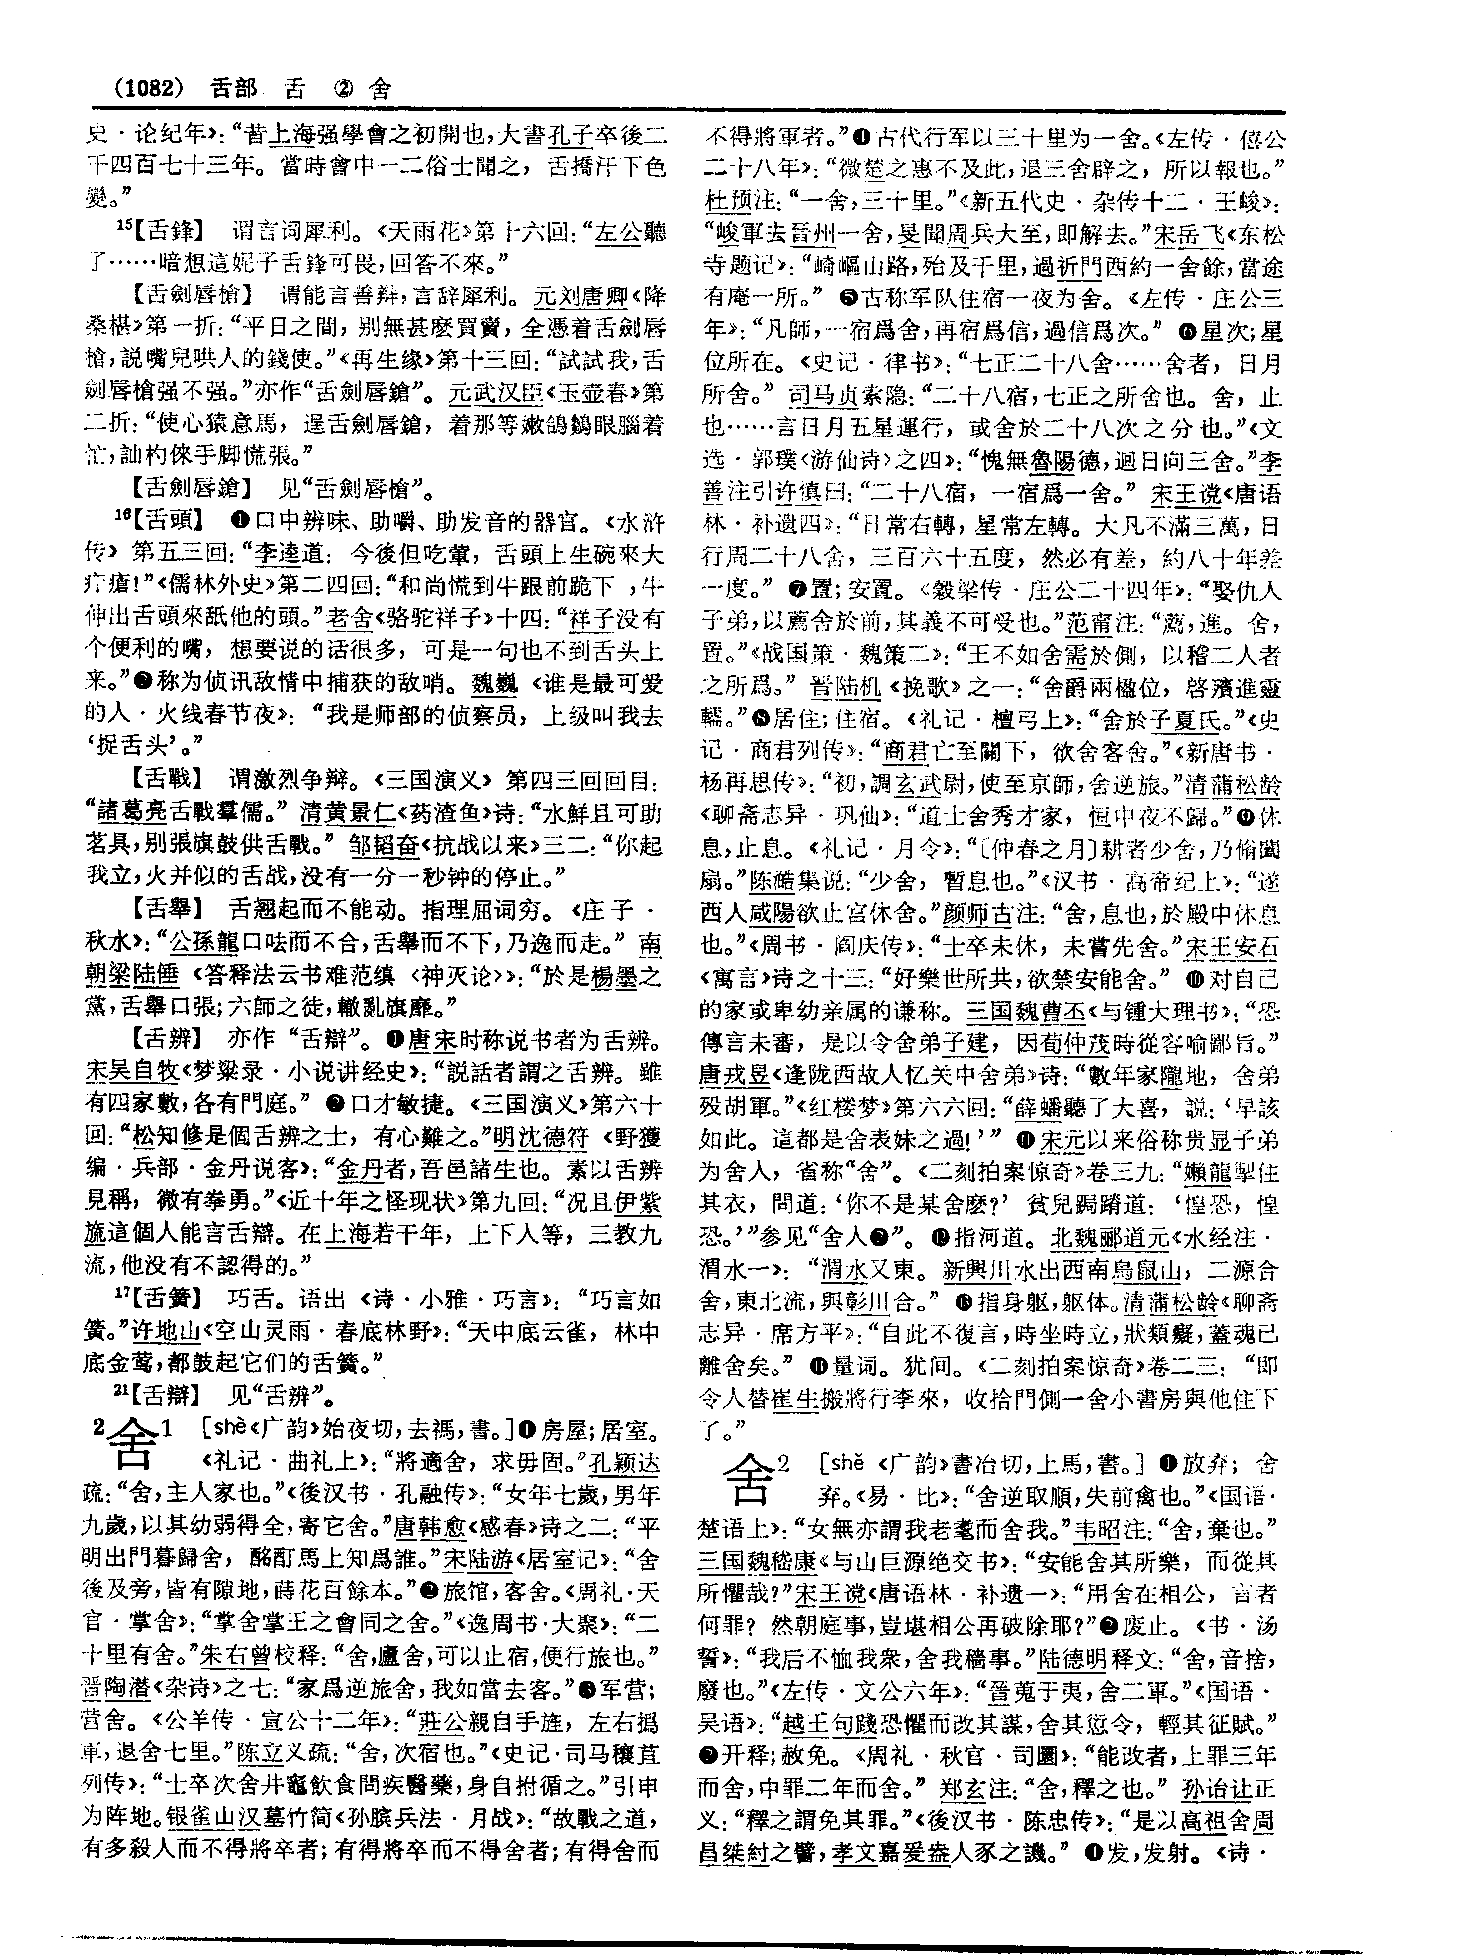 (1082) 舌部 舌 ② 舍
史·论纪年》：“昔上海强學會之初開也，大書孔子卒後二
千四百七十三年。當時會中一二俗士聞之，舌撟汗下色
變。”
¹⁵【舌鋒】 谓言词犀利。《天雨花》第十六回：“左公聽
了……暗想這妮子舌鋒可畏，回答不來。”
【舌劍唇槍】 谓能言善辩，言辞犀利。元刘唐卿《降
桑椹》第一折：“平日之間，别無甚麽買賣，全憑着舌劍唇
槍，説嘴兒哄人的錢使。”《再生缘》第十三回：“試試我，舌
劍唇槍强不强。”亦作“舌劍唇鎗”。元武汉臣《玉壶春》第
二折：“使心猿意馬，逞舌劍唇鎗，着那等嫩鴿鶵眼腦着
忙，訕杓俫手脚慌張。”
【舌劍唇鎗】 见“舌劍唇槍”。
¹⁶【舌頭】 ❶口中辨味、助嚼、助发音的器官。《水浒
传》第五三回：“李逵道：今後但吃葷，舌頭上生碗來大
疔瘡！”《儒林外史》第二四回：“和尚慌到牛跟前跪下，牛
伸出舌頭來舐他的頭。”老舍《骆驼祥子》十四：“祥子没有
个便利的嘴，想要说的话很多，可是一句也不到舌头上
来。”❷称为侦讯敌情中捕获的敌哨。魏巍《谁是最可爱
的人·火线春节夜》：“我是师部的侦察员，上级叫我去
‘捉舌头’。”
【舌戰】 谓激烈争辩。《三国演义》第四三回回目：
“諸葛亮舌戰羣儒。”清黄景仁《药渣鱼》诗：“水鮮且可助
茗具，别張旗鼓供舌戰。”邹韬奋《抗战以来》三二：“你起
我立，火并似的舌战，没有一分一秒钟的停止。”
【舌舉】 舌翘起而不能动。指理屈词穷。《庄子·
秋水》：“公孫龍口呿而不合，舌舉而不下，乃逸而走。”南
朝梁陆倕《答释法云书难范缜〈神灭论〉》：“於是楊墨之
黨，舌舉口張；六師之徒，轍亂旗靡。”
【舌辨】 亦作“舌辯”。❶唐宋时称说书者为舌辨。
宋吴自牧《梦粱录·小说讲经史》：“説話者謂之舌辨。雖
有四家數，各有門庭。”❷口才敏捷。《三国演义》第六十
回：“松知修是個舌辨之士，有心難之。”明沈德符《野獲
编·兵部·金丹说客》：“金丹者，吾邑諸生也。素以舌辨
見稱，微有拳勇。”《近十年之怪现状》第九回：“况且伊紫
旒這個人能言舌辯。在上海若干年，上下人等，三教九
流，他没有不認得的。”
¹⁷【舌簧】 巧舌。语出《诗·小雅·巧言》：“巧言如
簧。”许地山《空山灵雨·春底林野》：“天中底云雀，林中
底金莺，都鼓起它们的舌簧。”
²¹【舌辯】 见“舌辨”。
2舍1 [shè《广韵》始夜切，去禡，書。]❶房屋；居室。
《礼记·曲礼上》：“將適舍，求毋固。”孔颖达
疏：“舍，主人家也。”《後汉书·孔融传》：“女年七歲，男年
九歲，以其幼弱得全，寄它舍。”唐韩愈《感春》诗之二：“平
明出門暮歸舍，酩酊馬上知爲誰。”宋陆游《居室记》：“舍
後及旁，皆有隙地，蒔花百餘本。”❷旅馆，客舍。《周礼·天
官·掌舍》：“掌舍掌王之會同之舍。”《逸周书·大聚》：“二
十里有舍。”朱右曾校释：“舍，廬舍，可以止宿，便行旅也。”
晋陶潜《杂诗》之七：“家爲逆旅舍，我如當去客。”❸军营；
营舍。《公羊传·宣公十二年》：“莊公親自手旌，左右撝
軍，退舍七里。”陈立义疏：“舍，次宿也。”《史记·司马穰苴
列传》：“士卒次舍井竈飲食問疾醫藥，身自拊循之。”引申
为阵地。银雀山汉墓竹简《孙膑兵法·月战》：“故戰之道，
有多殺人而不得將卒者；有得將卒而不得舍者；有得舍而
不得將軍者。”❹古代行军以三十里为一舍。《左传·僖公
二十八年》：“微楚之惠不及此，退三舍辟之，所以報也。”
杜预注：“一舍，三十里。”《新五代史·杂传十二·王峻》：
“峻軍去晉州一舍，旻聞周兵大至，即解去。”宋岳飞《东松
寺题记》：“崎嶇山路，殆及千里，過祈門西約一舍餘，當途
有庵一所。”❺古称军队住宿一夜为舍。《左传·庄公三
年》：“凡師，一宿爲舍，再宿爲信，過信爲次。”❻星次；星
位所在。《史记·律书》：“七正二十八舍……舍者，日月
所舍。”司马贞索隐：“二十八宿，七正之所舍也。舍，止
也……言日月五星運行，或舍於二十八次之分也。”《文
选·郭璞〈游仙诗〉之四》：“愧無魯陽德，迴日向三舍。”李
善注引许慎曰：“二十八宿，一宿爲一舍。”宋王谠《唐语
林·补遗四》：“日常右轉，星常左轉。大凡不滿三萬，日
行周二十八舍，三百六十五度，然必有差，約八十年差
一度。”❼置；安置。《穀梁传·庄公二十四年》：“娶仇人
子弟，以薦舍於前，其義不可受也。”范甯注：“薦，進。舍，
置。”《战国策·魏策二》：“王不如舍需於側，以稽二人者
之所爲。”晋陆机《挽歌》之一：“舍爵兩楹位，啓殯進靈
轜。”❽居住；住宿。《礼记·檀弓上》：“舍於子夏氏。”《史
记·商君列传》：“商君亡至關下，欲舍客舍。”《新唐书·
杨再思传》：“初，調玄武尉，使至京師，舍逆旅。”清蒲松龄
《聊斋志异·巩仙》：“道士舍秀才家，恒中夜不歸。”❾休
息，止息。《礼记·月令》：“〔仲春之月〕耕者少舍，乃脩闔
扇。”陈澔集说：“少舍，暫息也。”《汉书·高帝纪上》：“遂
西入咸陽欲止宫休舍。”颜师古注：“舍，息也，於殿中休息
也。”《周书·阎庆传》：“士卒未休，未嘗先舍。”宋王安石
《寓言》诗之十三：“好樂世所共，欲禁安能舍。”❿对自己
的家或卑幼亲属的谦称。三国魏曹丕《与锺大理书》：“恐
傳言未審，是以令舍弟子建，因荀仲茂時從容喻鄙旨。”
唐戎昱《逢陇西故人忆关中舍弟》诗：“數年家隴地，舍弟
殁胡軍。”《红楼梦》第六六回：“薛蟠聽了大喜，説：‘早該
如此。這都是舍表妹之過！’”⓫宋元以来俗称贵显子弟
为舍人，省称“舍”。《二刻拍案惊奇》卷三九：“嬾龍掣住
其衣，問道：‘你不是某舍麽？’貧兒跼蹐道：‘惶恐，惶
恐。’”参见“舍人❷”。⓬指河道。北魏郦道元《水经注·
渭水一》：“渭水又東。新興川水出西南鳥鼠山，二源合
舍，東北流，與彰川合。”⓭指身躯，躯体。清蒲松龄《聊斋
志异·席方平》：“自此不復言，時坐時立，狀類癡，蓋魂已
離舍矣。”⓮量词。犹间。《二刻拍案惊奇》卷二三：“即
令人替崔生搬將行李來，收拾門側一舍小書房與他住下
了。”
舍2 [shě《广韵》書冶切，上馬，書。]❶放弃；舍
弃。《易·比》：“舍逆取順，失前禽也。”《国语·
楚语上》：“女無亦謂我老耄而舍我。”韦昭注：“舍，棄也。”
三国魏嵇康《与山巨源绝交书》：“安能舍其所樂，而從其
所懼哉？”宋王谠《唐语林·补遗一》：“用舍在相公，言者
何罪？然朝庭事，豈堪相公再破除耶？”❷废止。《书·汤
誓》：“我后不恤我衆，舍我穡事。”陆德明释文：“舍，音捨，
廢也。”《左传·文公六年》：“晉蒐于夷，舍二軍。”《国语·
吴语》：“越王句踐恐懼而改其謀，舍其愆令，輕其征賦。”
❸开释；赦免。《周礼·秋官·司圜》：“能改者，上罪三年
而舍，中罪二年而舍。”郑玄注：“舍，釋之也。”孙诒让正
义：“釋之謂免其罪。”《後汉书·陈忠传》：“是以高祖舍周
昌桀紂之譬，孝文嘉爰盎人豕之譏。”❹发，发射。《诗·